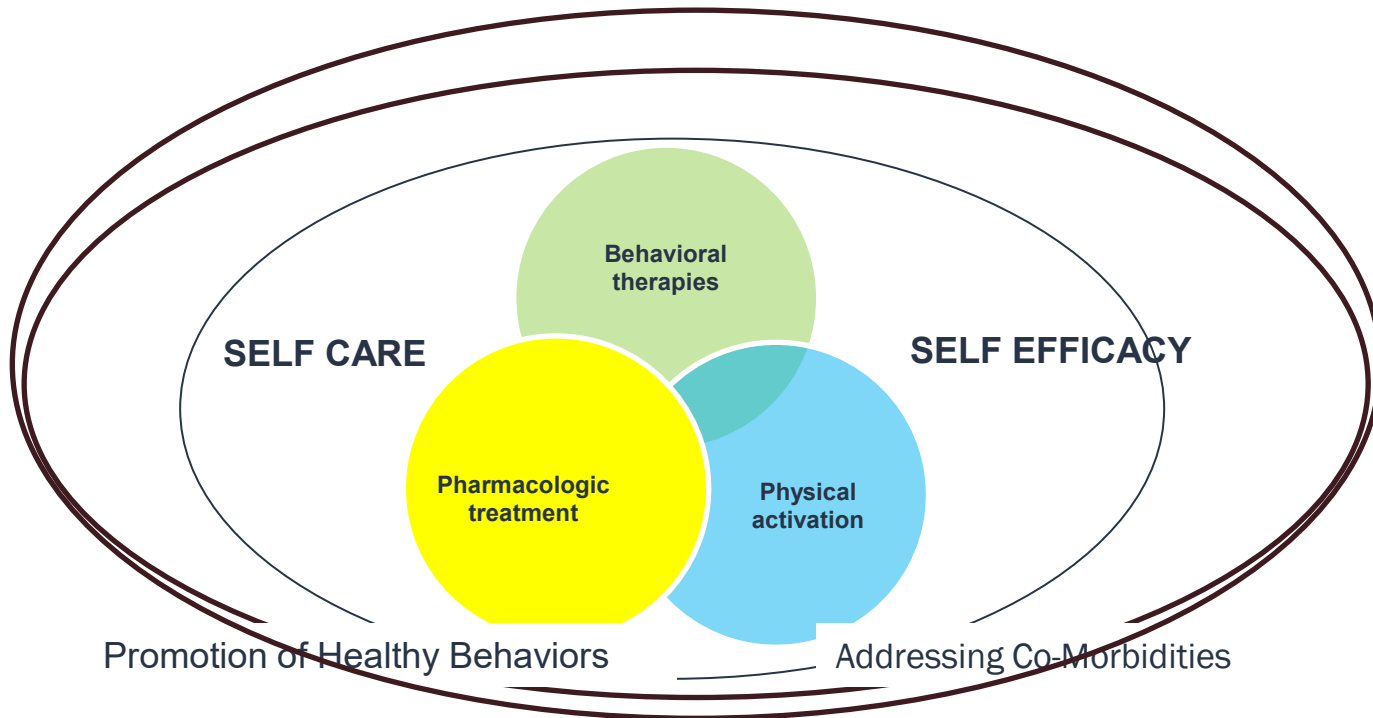 Behavioral
therapies
SELF CARE
SELF EFFICACY
Pharmacologic
treatment
Physical
activation
Promotion of Healthy Behaviors
Addressing Co-Morbidities